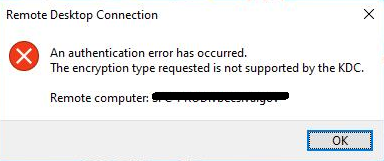 Remote Desktop Connection
An authentication error has occurred.
The encryption type requested is not supported by the KDC.
Remote computer:
OK